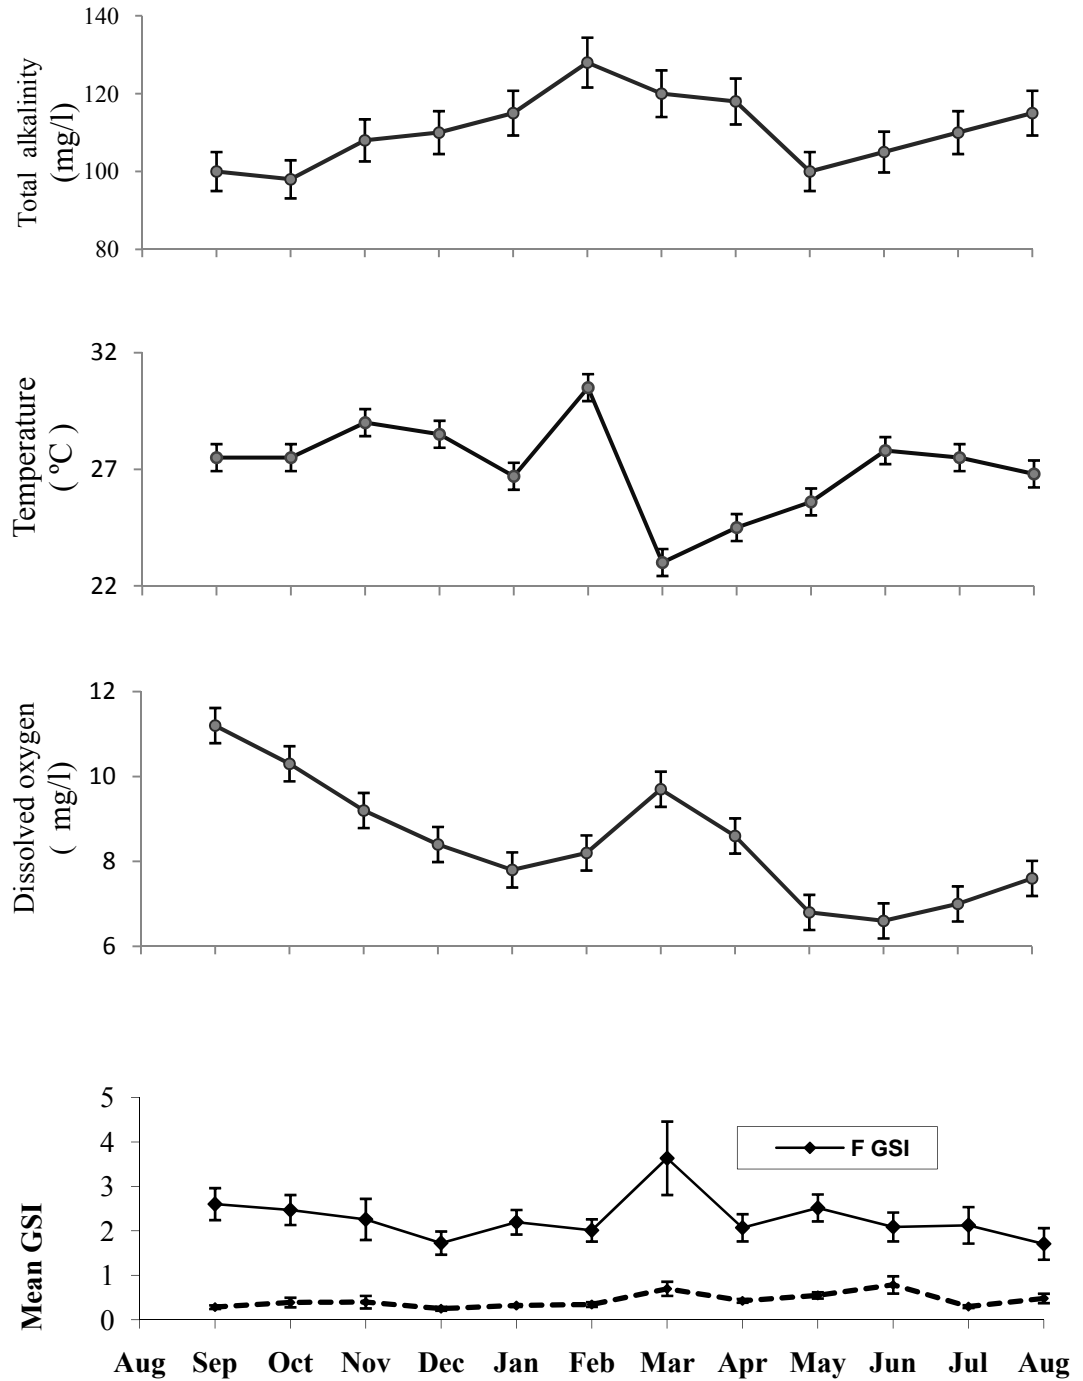 140
120
100
80
Total alkalinity
(mg/l)
32
27
22
Temperature
( ºC )
12
10
8
6
Dissolved oxygen
( mg/l)
5
4
3
2
1
0
Mean GSI
F GSI
Aug Sep Oct Nov Dec Jan Feb Mar Apr May Jun Jul Aug